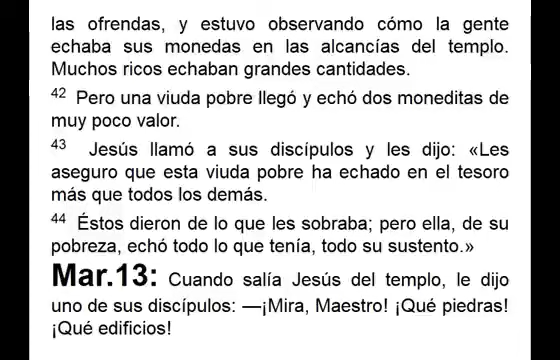 las ofrendas, y estuvo observando cómo la gente
echaba sus monedas en las alcancías del templo.
Muchos ricos echaban grandes cantidades.
42 Pero una viuda pobre llegó y echó dos moneditas de
muy poco valor.
43 Jesús llamó a sus discípulos y les dijo: «Les
aseguro que esta viuda pobre ha echado en el tesoro
más que todos los demás.
44 Éstos dieron de lo que les sobraba; pero ella, de su
pobreza, echó todo lo que tenía, todo su sustento.»
Mar.13: Cuando salía Jesús del templo, le dijo
uno de sus discípulos: —¡Mira, Maestro! ¡Qué piedras!
¡Qué edificios!